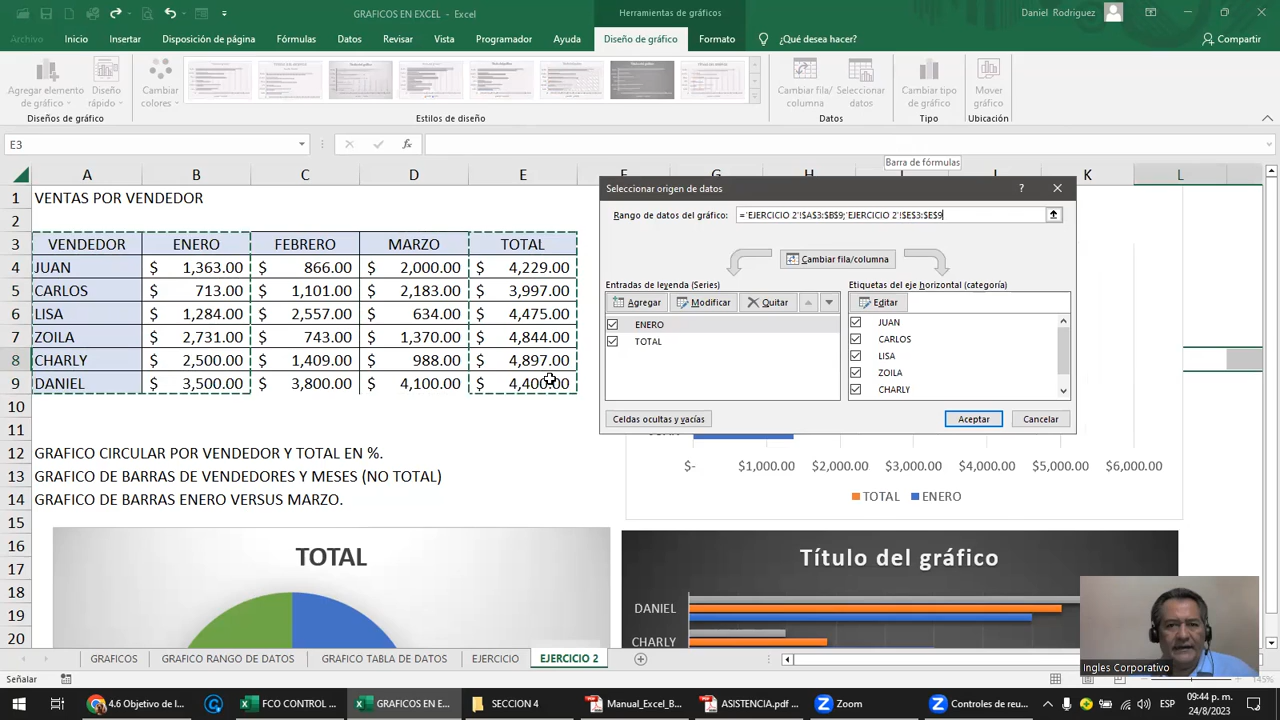 GRAFICOS EN EXCEL - Excel
Herramientas de gráficos
Daniel Rodriguez
Archivo Inicio Insertar Disposición de página Fórmulas Datos Revisar Vista Programador Ayuda Diseño de gráfico Formato ¿Qué desea hacer? Compartir
Agregar elemento de gráfico
Diseño rápido
Cambiar colores
Cambiar fila/ columna
Seleccionar datos
Cambiar tipo de gráfico
Mover gráfico
Diseños de gráfico Estilos de diseño Datos Tipo Ubicación
E3 fx
Barra de fórmulas
A B C D E F G H I J K L
1 VENTAS POR VENDEDOR
2
3 VENDEDOR ENERO FEBRERO MARZO TOTAL
4 JUAN $ 1,363.00 $ 866.00 $ 2,000.00 $ 4,229.00
5 CARLOS $ 713.00 $ 1,101.00 $ 2,183.00 $ 3,997.00
6 LISA $ 1,284.00 $ 2,557.00 $ 634.00 $ 4,475.00
7 ZOILA $ 2,731.00 $ 743.00 $ 1,370.00 $ 4,844.00
8 CHARLY $ 2,500.00 $ 1,409.00 $ 988.00 $ 4,897.00
9 DANIEL $ 3,500.00 $ 3,800.00 $ 4,100.00 $ 4,400.00
10
11
12 GRAFICO CIRCULAR POR VENDEDOR Y TOTAL EN %.
13 GRAFICO DE BARRAS DE VENDEDORES Y MESES (NO TOTAL)
14 GRAFICO DE BARRAS ENERO VERSUS MARZO.
15
16
17
18
19
20
Seleccionar origen de datos ?
Rango de datos del gráfico: ='EJERCICIO 2'!$A$3:$B$9;'EJERCICIO 2'!$E$3:$E$9
Cambiar fila/columna
Entradas de leyenda (Series)
Agregar Modificar Quitar
ENERO
TOTAL
Etiquetas del eje horizontal (categoría)
Editar
JUAN
CARLOS
LISA
ZOILA
CHARLY
Celdas ocultas y vacías Aceptar Cancelar
$- $1,000.00 $2,000.00 $3,000.00 $4,000.00 $5,000.00 $6,000.00
TOTAL ENERO
TOTAL
Título del gráfico
DANIEL
CHARLY
Ingles Corporativo
GRAFICOS GRAFICO RANGO DE DATOS GRAFICO TABLA DE DATOS EJERCICIO EJERCICIO 2
Señalar
4.6 Objetivo de l... FCO CONTROL ... GRAFICOS EN E... SECCION 4 Manual_Excel_B... ASISTENCIA.pdf ... Zoom Controles de reu... ESP
09:44 p. m.
24/8/2023